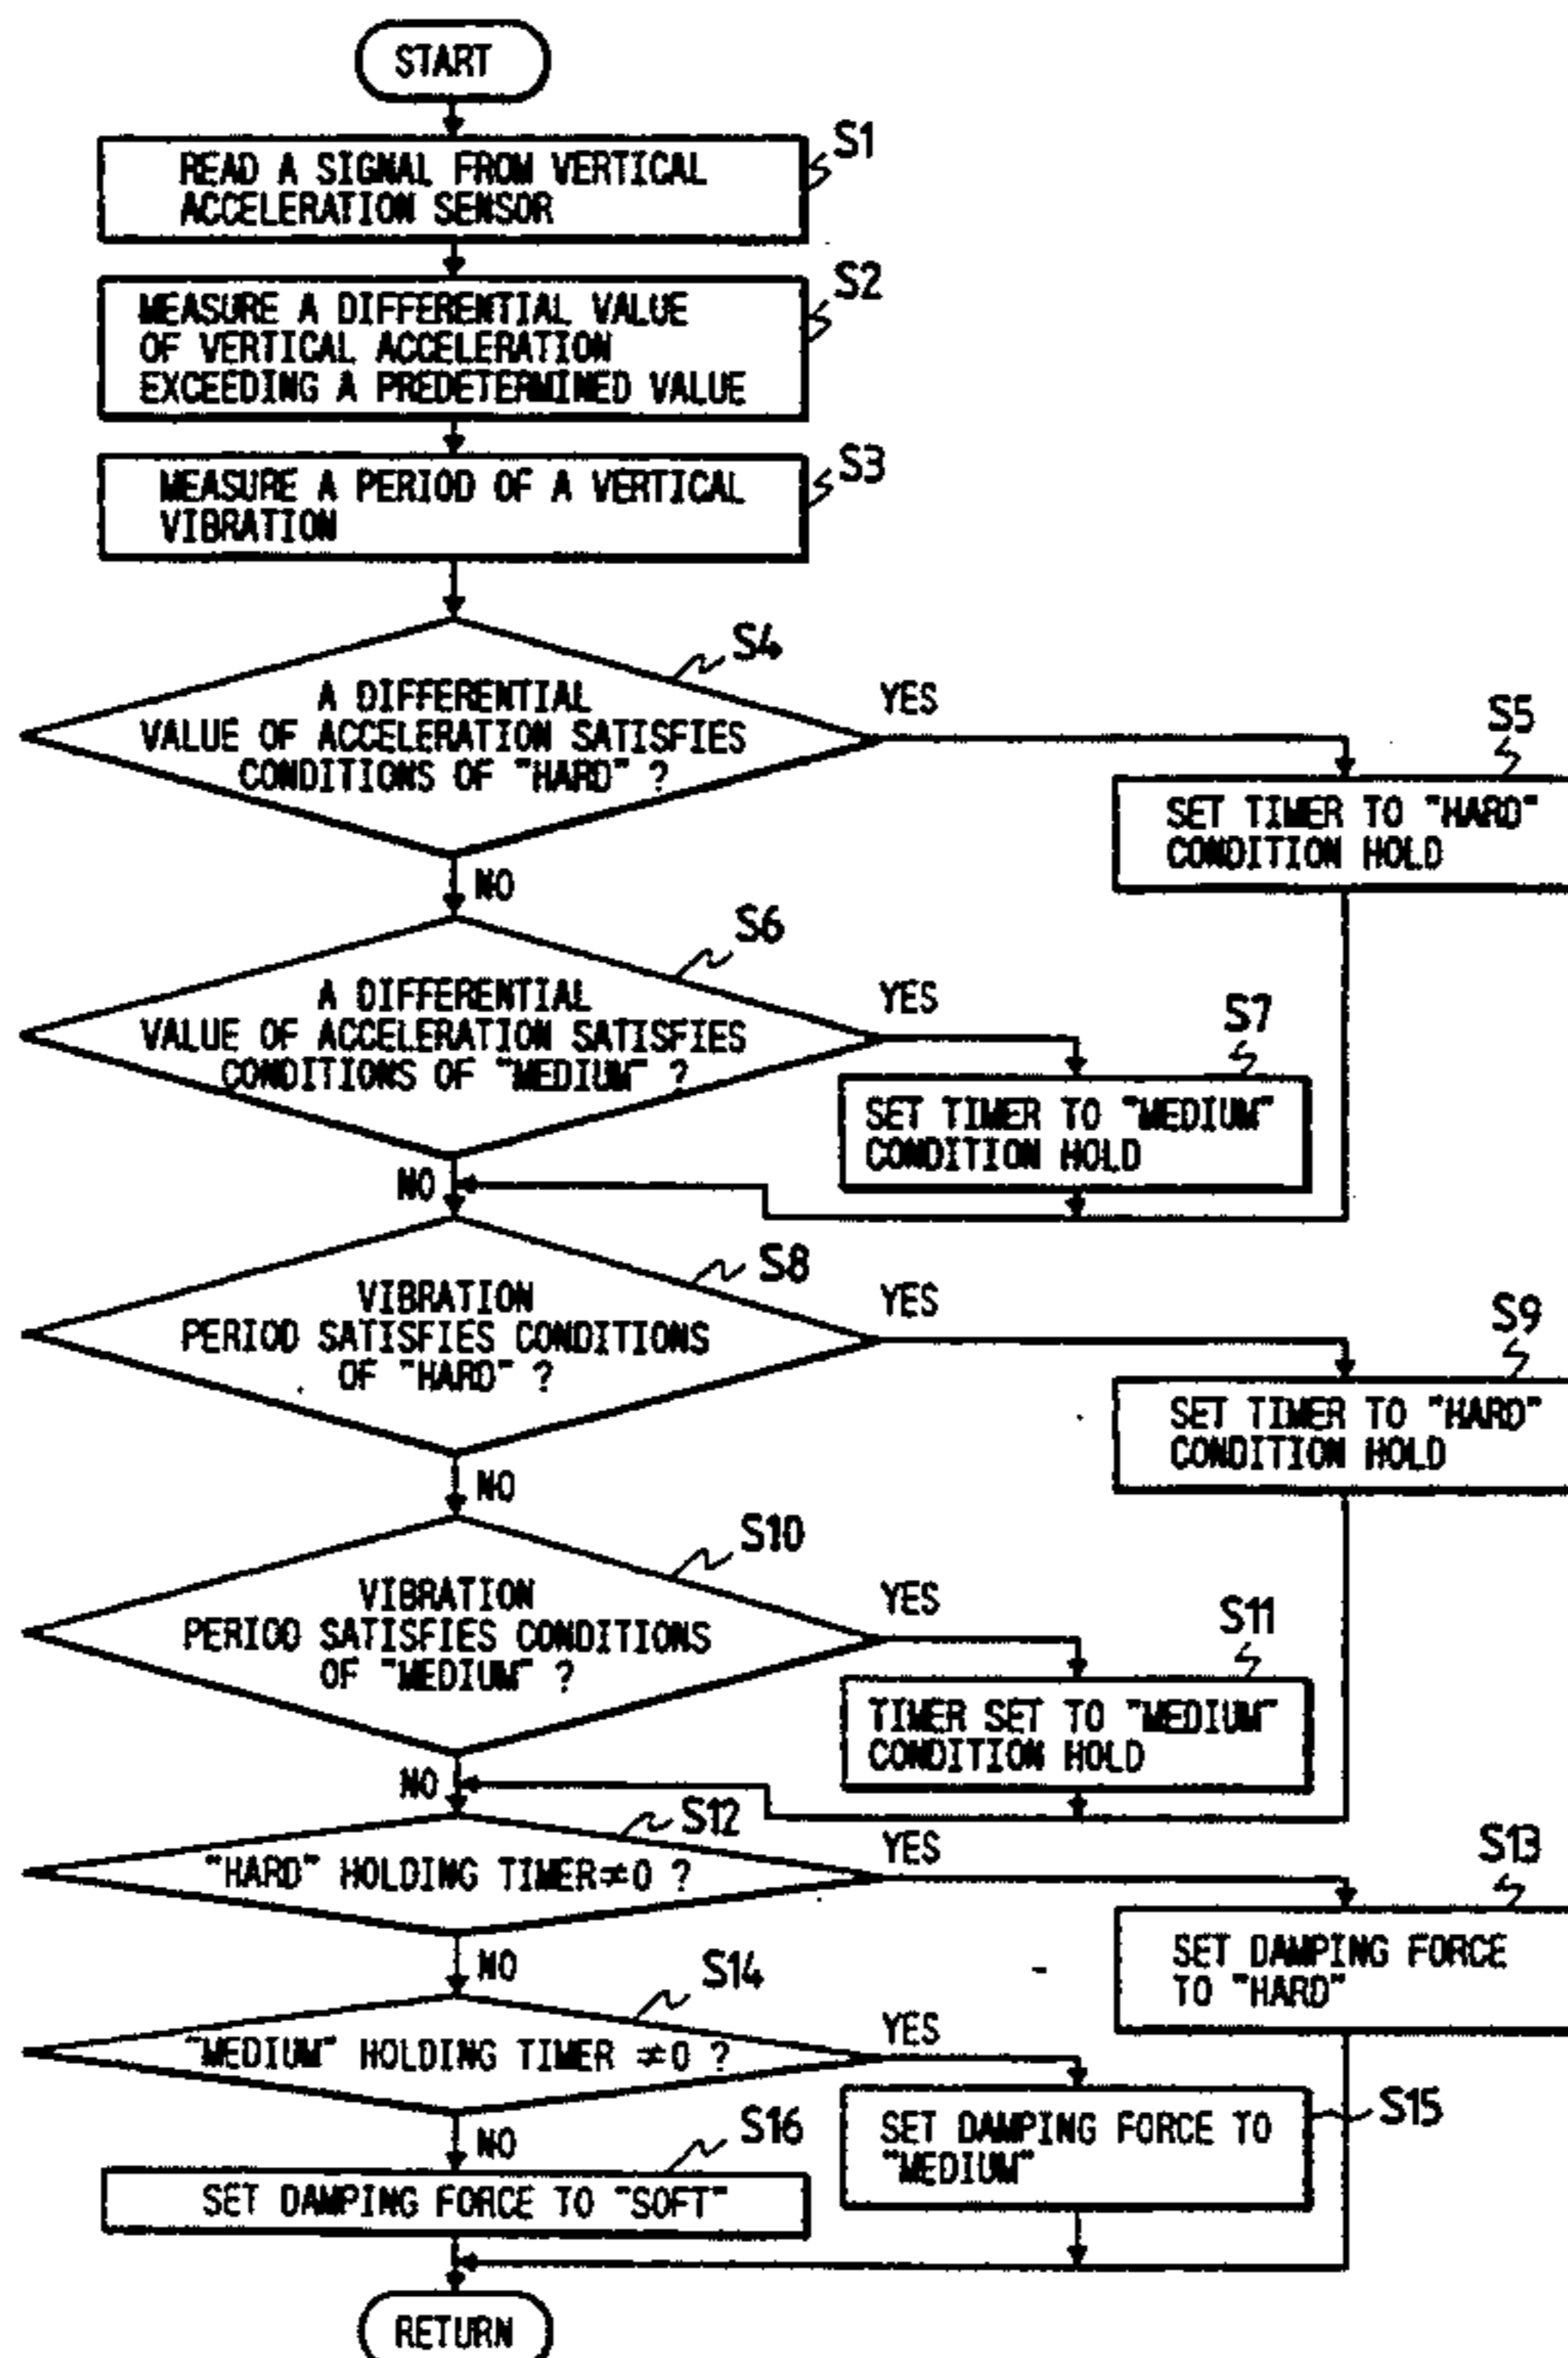 START
S1
READ A SIGNAL FROM VERTICAL
ACCELERATION SENSOR
S2
MEASURE A DIFFERENTIAL VALUE
OF VERTICAL ACCELERATION
EXCEEDING A PREDETERMINED VALUE
S3
MEASURE A PERIOD OF A VERTICAL
VIBRATION
S4
A DIFFERENTIAL
VALUE OF ACCELERATION SATISFIES
CONDITIONS OF "HARD" ?
YES
NO
S5
SET TIMER TO "HARD"
CONDITION HOLD
S6
A DIFFERENTIAL
VALUE OF ACCELERATION SATISFIES
CONDITIONS OF "MEDIUM" ?
YES
NO
S7
SET TIMER TO "MEDIUM"
CONDITION HOLD
S8
VIBRATION
PERIOD SATISFIES CONDITIONS
OF "HARD" ?
YES
NO
S9
SET TIMER TO "HARD"
CONDITION HOLD
S10
VIBRATION
PERIOD SATISFIES CONDITIONS
OF "MEDIUM" ?
YES
NO
S11
TIMER SET TO "MEDIUM"
CONDITION HOLD
S12
"HARD" HOLDING TIMER≠0 ?
YES
NO
S13
SET DAMPING FORCE
TO "HARD"
S14
"MEDIUM" HOLDING TIMER ≠0 ?
YES
NO
S15
SET DAMPING FORCE TO
"MEDIUM"
S16
SET DAMPING FORCE TO "SOFT"
RETURN